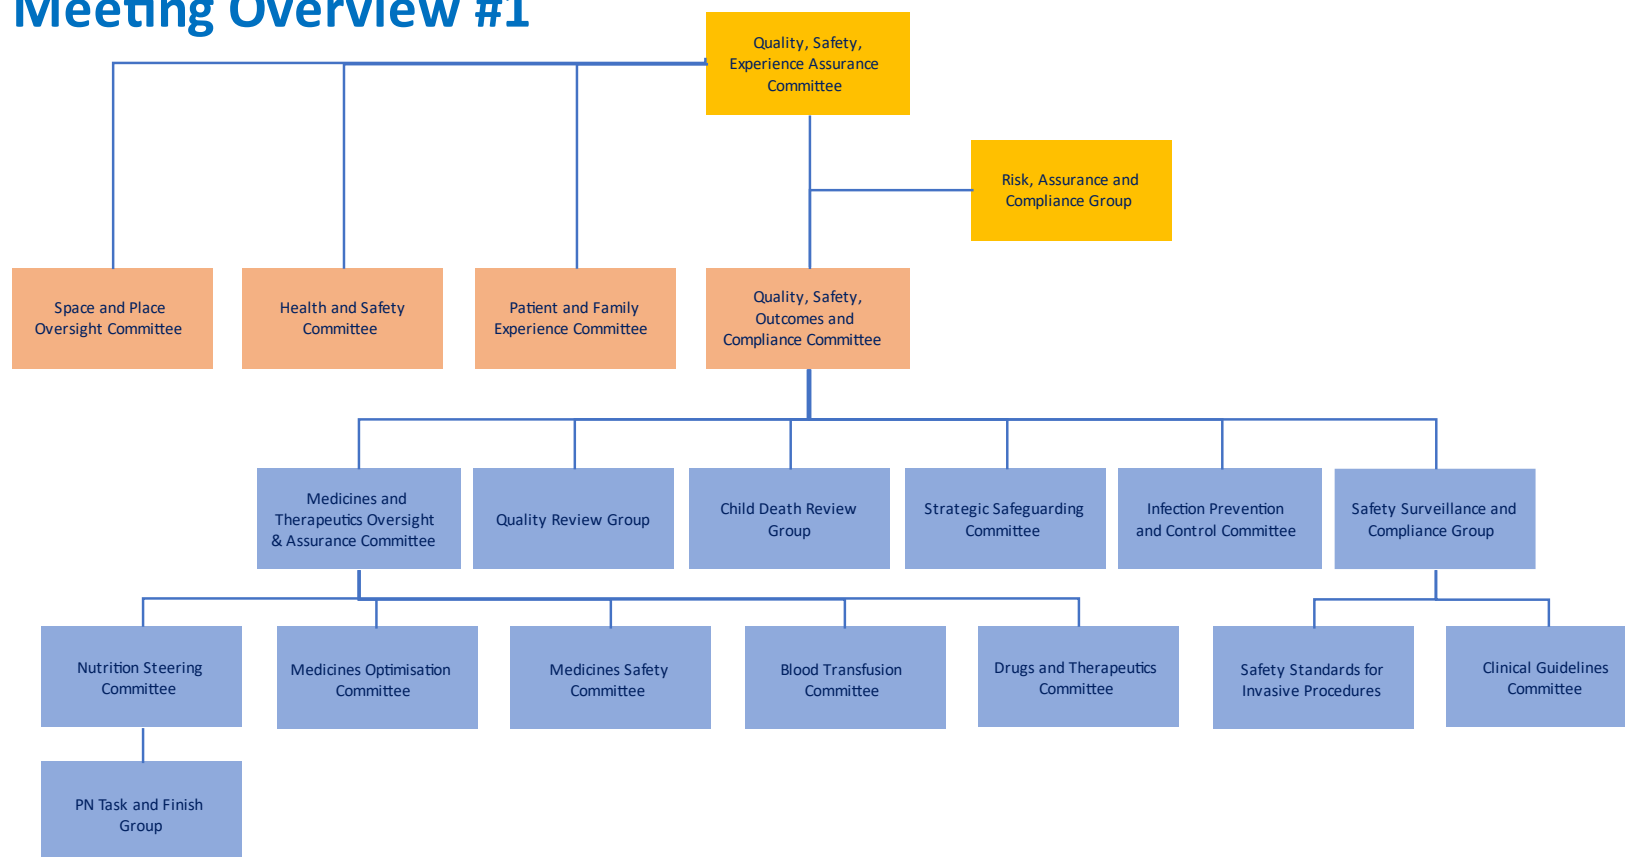 Meeting Overview #1
Quality, Safety,
Experience Assurance
Committee
Risk, Assurance and
Compliance Group
Space and Place
Oversight Committee
Health and Safety
Committee
Patient and Family
Experience Committee
Quality, Safety,
Outcomes and
Compliance Committee
Medicines and
Therapeutics Oversight
& Assurance Committee
Quality Review Group
Child Death Review
Group
Strategic Safeguarding
Committee
Infection Prevention
and Control Committee
Safety Surveillance and
Compliance Group
Nutrition Steering
Committee
Medicines Optimisation
Committee
Medicines Safety
Committee
Blood Transfusion
Committee
Drugs and Therapeutics
Committee
Safety Standards for
Invasive Procedures
Clinical Guidelines
Committee
PN Task and Finish
Group